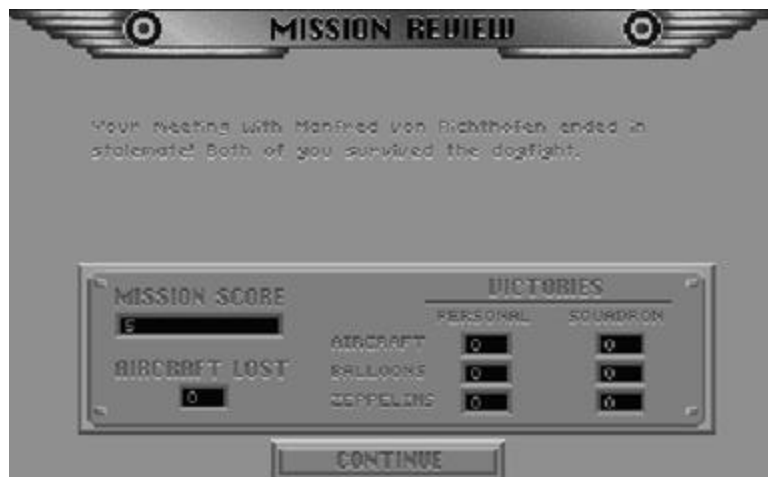 MISSION REVIEW
Your meeting with Manfred von Richthofen ended in
stalemate! Both of you survived the dogfight.
VICTORIES
MISSION SCORE
PERSONAL SQUADRON
5
AIRCRAFT 0 0
AIRCRAFT LOST
BALLOONS 0 0
0
ZEPPELINS 0 0
CONTINUE